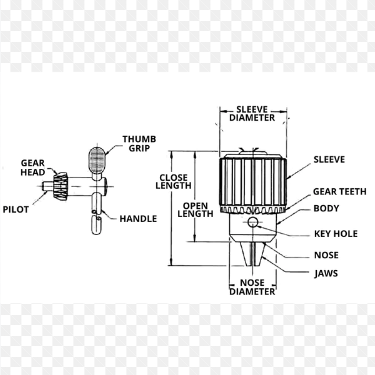 SLEEVE
DIAMETER
THUMB
GRIP
GEAR
HEAD
CLOSE
LENGTH
SLEEVE
GEAR TEETH
OPEN
LENGTH
BODY
PILOT
HANDLE
KEY HOLE
NOSE
JAWS
NOSE
DIAMETER